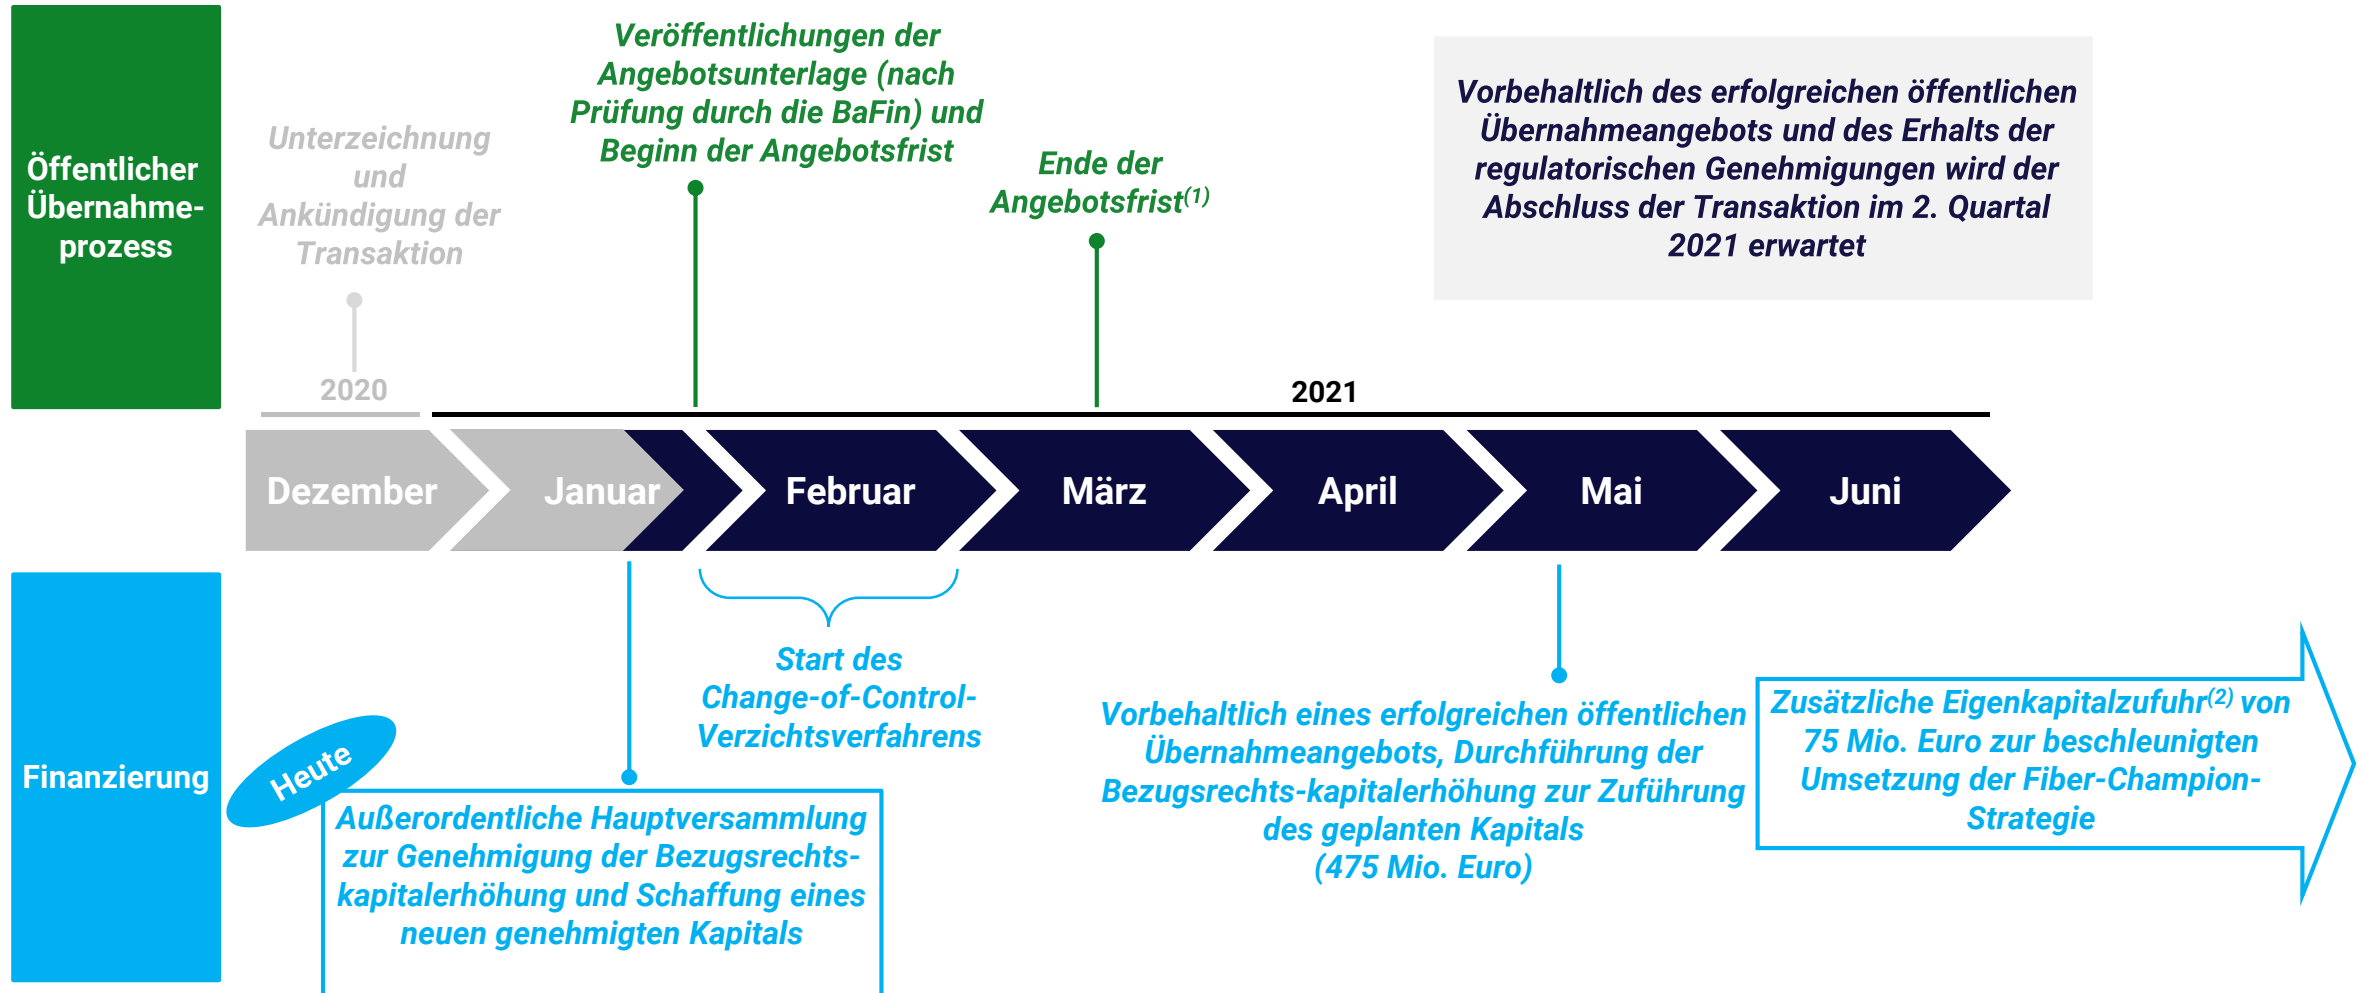 Öffentlicher
Übernahme-
prozess
Unterzeichnung
und
Ankündigung der
Transaktion
Veröffentlichungen der
Angebotsunterlage (nach
Prüfung durch die BaFin) und
Beginn der Angebotsfrist
Ende der
Angebotsfrist(1)
Vorbehaltlich des erfolgreichen öffentlichen
Übernahmeangebots und des Erhalts der
regulatorischen Genehmigungen wird der
Abschluss der Transaktion im 2. Quartal
2021 erwartet
2020
2021
Dezember
Januar
Februar
März
April
Mai
Juni
Finanzierung
Heute
Außerordentliche Hauptversammlung
zur Genehmigung der Bezugsrechts-
kapitalerhöhung und Schaffung eines
neuen genehmigten Kapitals
Start des
Change-of-Control-
Verzichtsverfahrens
Vorbehaltlich eines erfolgreichen öffentlichen
Übernahmeangebots, Durchführung der
Bezugsrechts-kapitalerhöhung zur Zuführung
des geplanten Kapitals
(475 Mio. Euro)
Zusätzliche Eigenkapitalzufuhr(2) von
75 Mio. Euro zur beschleunigten
Umsetzung der Fiber-Champion-
Strategie